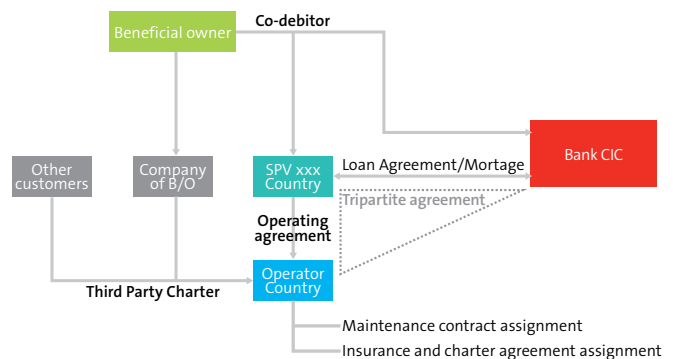 Co-debitor
Beneficial owner
Bank CIC
Other
customers
Company
of B/O
SPV xxx
Country
Loan Agreement/Mortage
Tripartite agreement
Operating
agreement
Operator
Country
Third Party Charter
Maintenance contract assignment
Insurance and charter agreement assignment